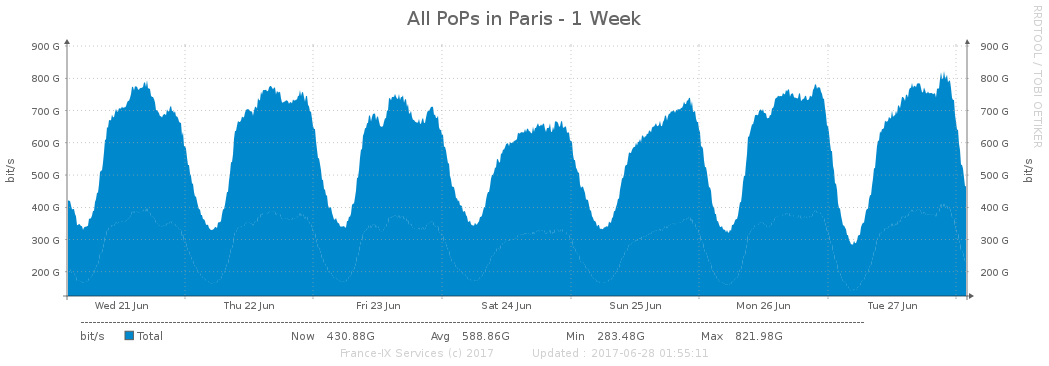 All PoPs in Paris - 1 Week
RRDTOOL / TOBI OETIKER
bit/s
900 G 900 G
800 G 800 G
700 G 700 G
600 G 600 G
500 G 500 G
400 G 400 G
300 G 300 G
200 G 200 G
bit/s
Wed 21 Jun Thu 22 Jun Fri 23 Jun Sat 24 Jun Sun 25 Jun Mon 26 Jun Tue 27 Jun
bit/s Total Now 430.88G Avg 588.86G Min 283.48G Max 821.98G
France-IX Services (c) 2017 Updated : 2017-06-28 01:55:11